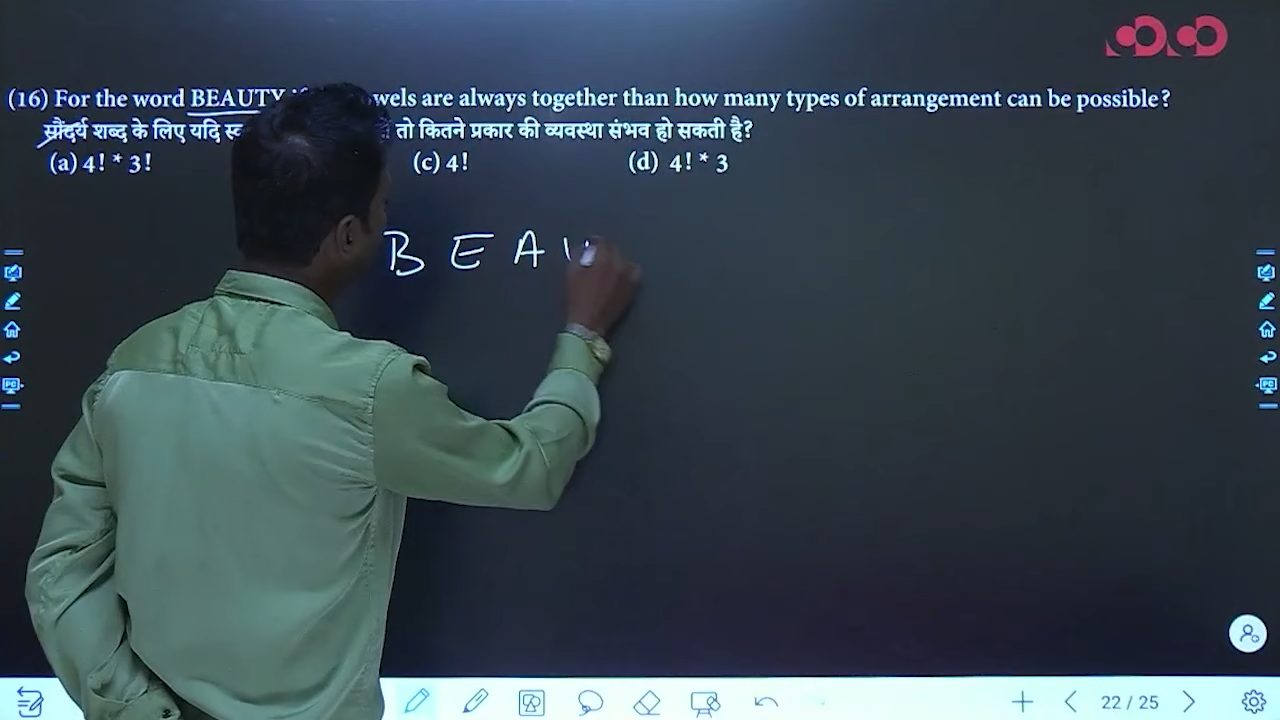 (16) For the word BEAUTY are always together than how many types of arrangement can be possible?
सौंदर्य शब्द के लिए यदि तो कितने प्रकार की व्यवस्था संभव हो सकती है?
(a) 4! * 3! (c) 4! (d) 4! * 3
B E A
22 / 25